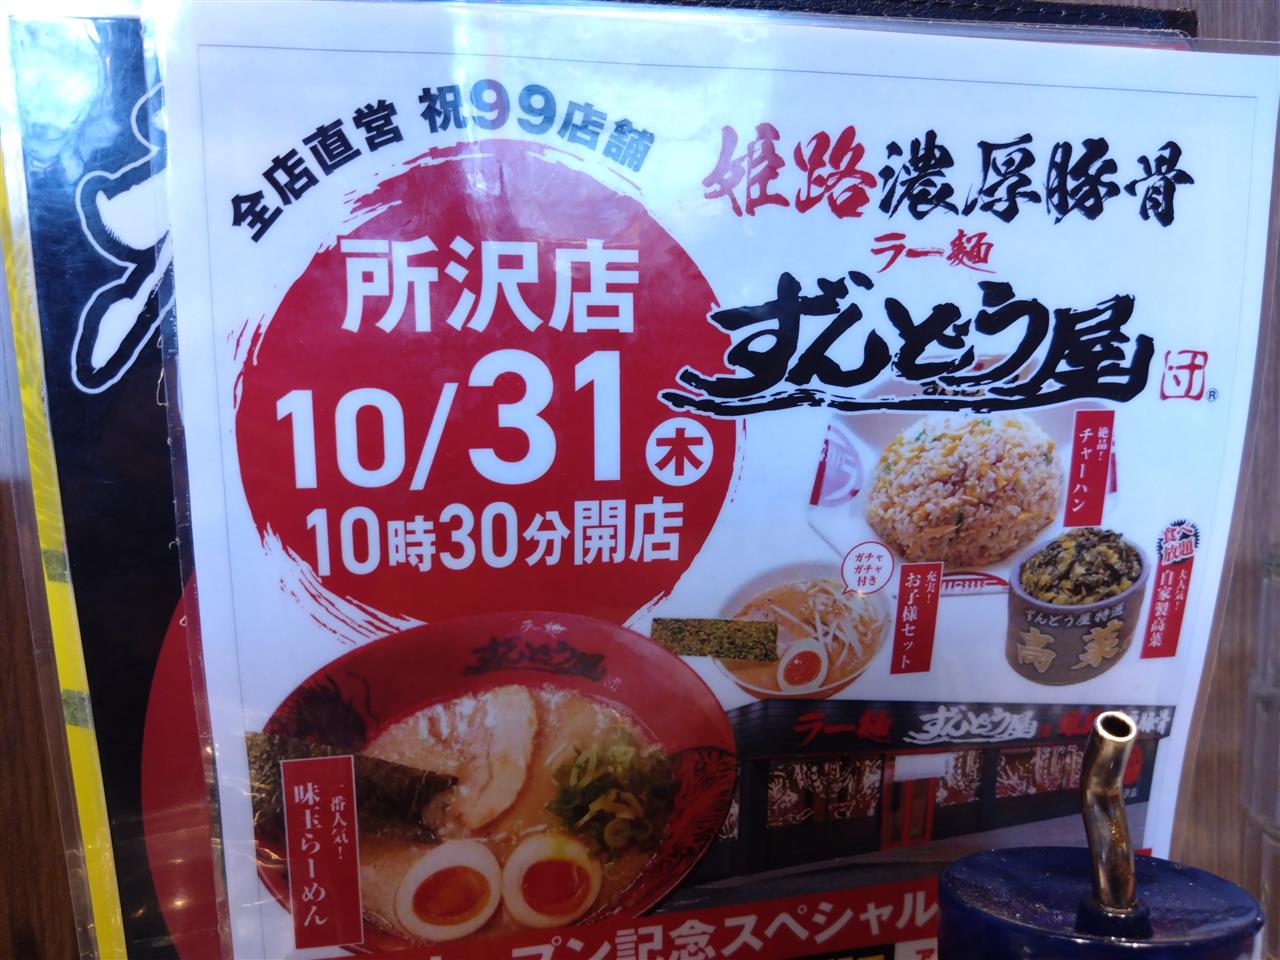 全店直営 祝99店舗
所沢店
10/31(木)
10時30分開店
姫路濃厚豚骨
ラー麺
ずんどう屋
団
®
絶品!
チャーハン
ガチャ
ガチャ
付き
充実!
お子様セット
食べ
放題
大人気!
自家製高菜
ずんどう屋特選
高菜
ラー麺
ずんどう屋
団
一番人気!
味玉らーめん
ラー麺 ずんどう屋
プン記念スペシャル